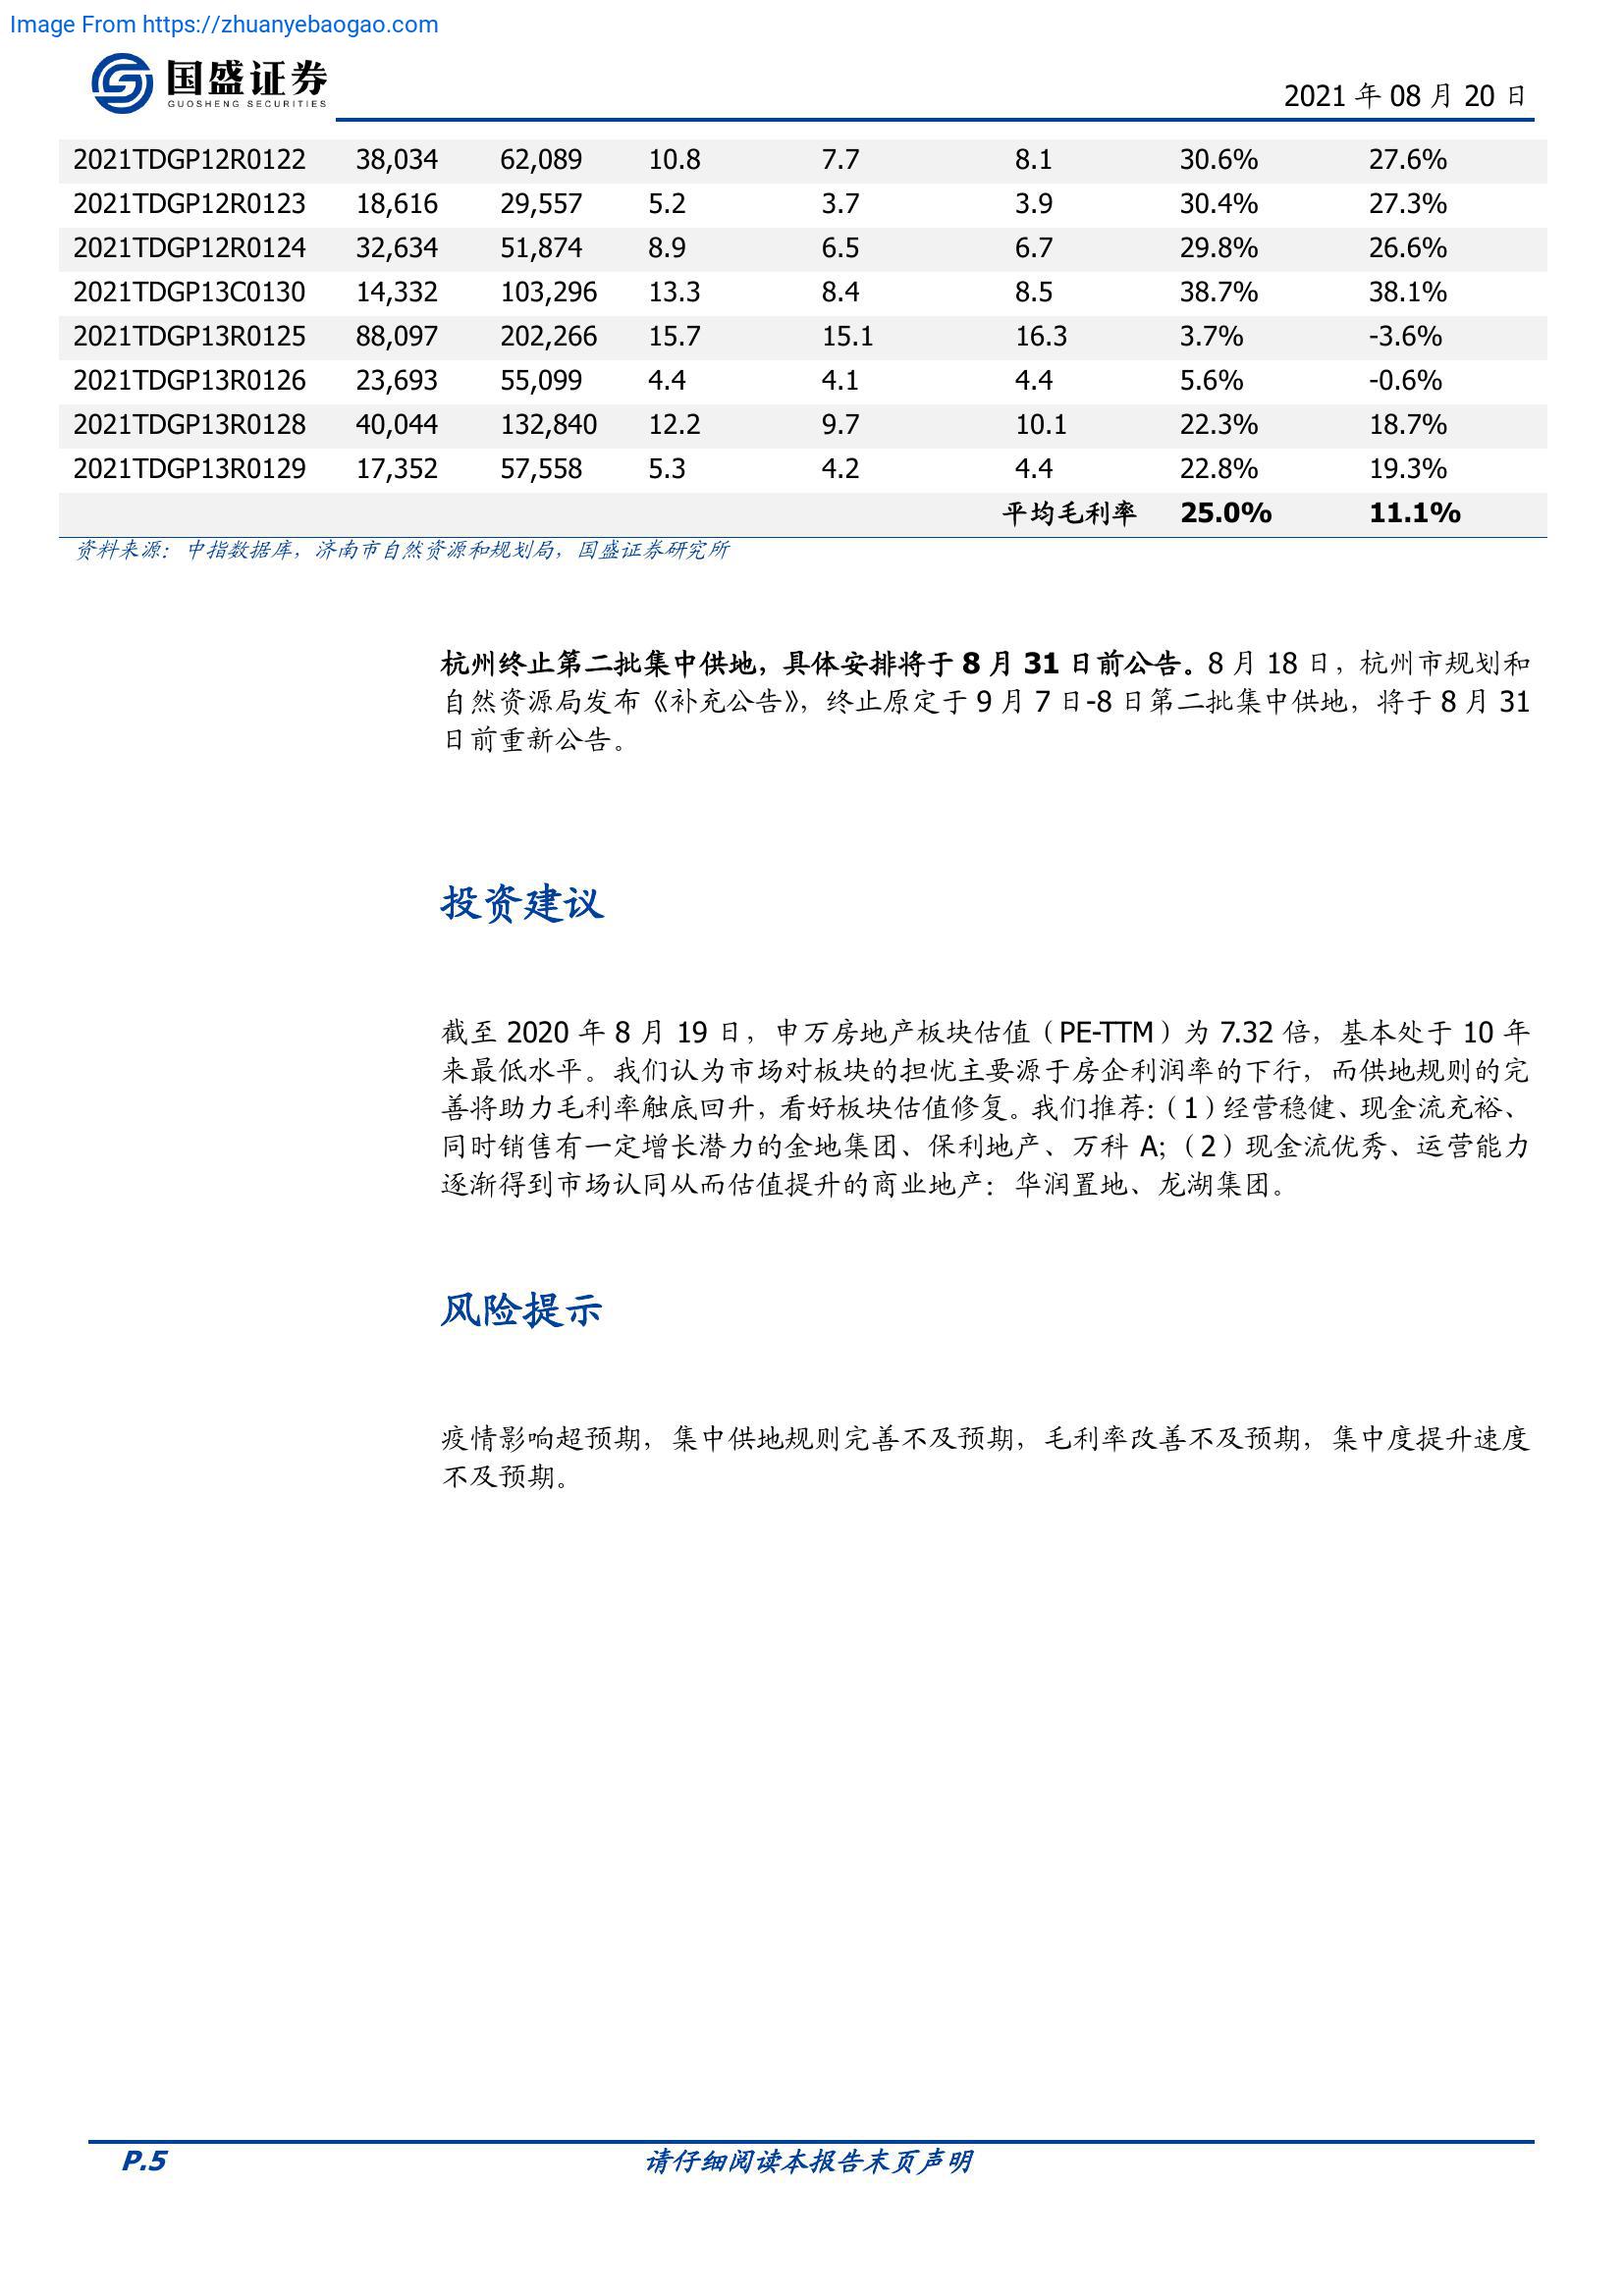 Image From https://zhuanyebaogao.com
国盛证券
GUOSHENG SECURITIES
2021 年 08 月 20 日
2021TDGP12R0122 38,034 62,089 10.8 7.7 8.1 30.6% 27.6%
2021TDGP12R0123 18,616 29,557 5.2 3.7 3.9 30.4% 27.3%
2021TDGP12R0124 32,634 51,874 8.9 6.5 6.7 29.8% 26.6%
2021TDGP13C0130 14,332 103,296 13.3 8.4 8.5 38.7% 38.1%
2021TDGP13R0125 88,097 202,266 15.7 15.1 16.3 3.7% -3.6%
2021TDGP13R0126 23,693 55,099 4.4 4.1 4.4 5.6% -0.6%
2021TDGP13R0128 40,044 132,840 12.2 9.7 10.1 22.3% 18.7%
2021TDGP13R0129 17,352 57,558 5.3 4.2 4.4 22.8% 19.3%
平均毛利率 25.0% 11.1%
资料来源：中指数据库，济南市自然资源和规划局，国盛证券研究所
杭州终止第二批集中供地，具体安排将于 8 月 31 日前公告。8 月 18 日，杭州市规划和
自然资源局发布《补充公告》，终止原定于 9 月 7 日-8 日第二批集中供地，将于 8 月 31
日前重新公告。
投资建议
截至 2020 年 8 月 19 日，申万房地产板块估值（PE-TTM）为 7.32 倍，基本处于 10 年
来最低水平。我们认为市场对板块的担忧主要源于房企利润率的下行，而供地规则的完
善将助力毛利率触底回升，看好板块估值修复。我们推荐：（1）经营稳健、现金流充裕、
同时销售有一定增长潜力的金地集团、保利地产、万科 A;（2）现金流优秀、运营能力
逐渐得到市场认同从而估值提升的商业地产：华润置地、龙湖集团。
风险提示
疫情影响超预期，集中供地规则完善不及预期，毛利率改善不及预期，集中度提升速度
不及预期。
P.5 请仔细阅读本报告末页声明